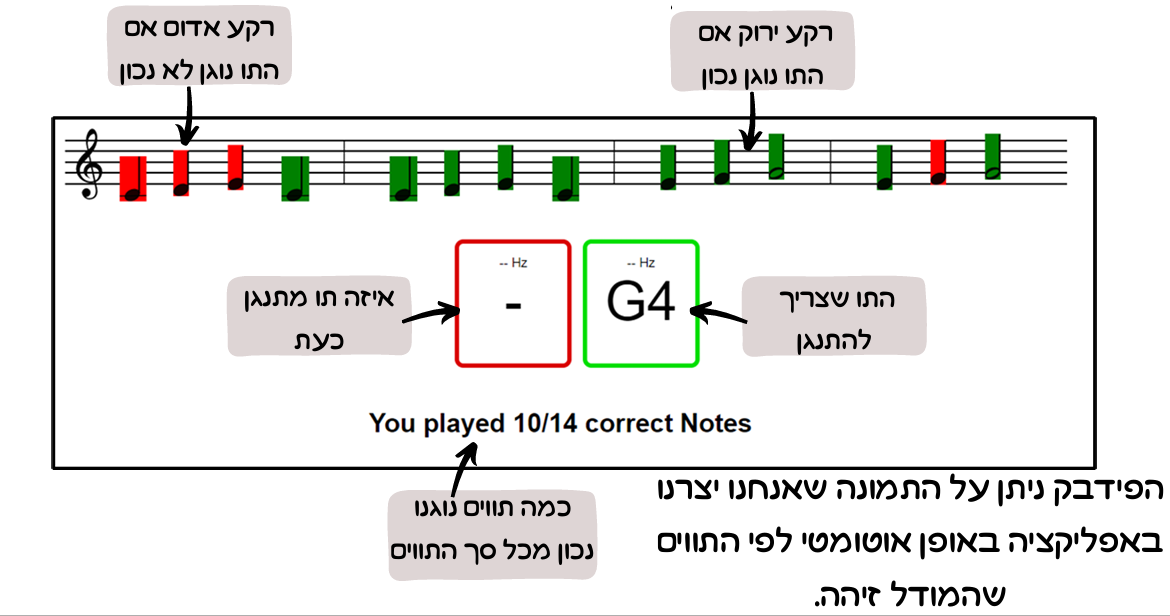 רקע אדום אם
התו נוגן לא נכון
רקע ירוק אם
התו נוגן נכון
איזה תו מתנגן
כעת
-- Hz
-
-- Hz
G4
התו שצריך
להתנגן
You played 10/14 correct Notes
כמה תווים נוגנו
נכון מכל סך התווים
הפידבק ניתן על התמונה שאנחנו יצרנו
באפליקציה באופן אוטומטי לפי התווים
שהמודל זיהה.